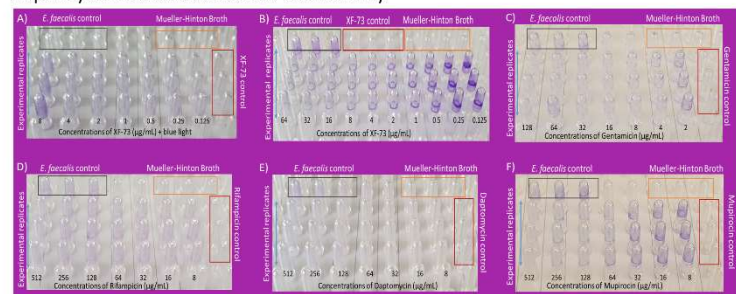 A)
E. faecalis control
Mueller-Hinton Broth
Experimental replicates
XF-73 control
8 4 2 1 0.5 0.25 0.125
Concentrations of XF-73 (µg/mL) + blue light
B)
E. faecalis control
XF-73 control
Mueller-Hinton Broth
Experimental replicates
64 32 16 8 4 2 1 0.5 0.25 0.125
Concentrations of XF-73 (µg/mL)
C)
E. faecalis control
Mueller-Hinton Broth
Experimental replicates
Gentamicin control
128 64 32 16 8 4 2
Concentrations of Gentamicin (µg/mL)
D)
E. faecalis control
Mueller-Hinton Broth
Experimental replicates
Rifampicin control
512 256 128 64 32 16 8
Concentrations of Rifampicin (µg/mL)
E)
E. faecalis control
Mueller-Hinton Broth
Experimental replicates
Daptomycin control
512 256 128 64 32 16 8
Concentrations of Daptomycin (µg/mL)
F)
E. faecalis control
Mueller-Hinton Broth
Experimental replicates
Mupirocin control
512 256 128 64 32 16 8
Concentrations of Mupirocin (µg/mL)